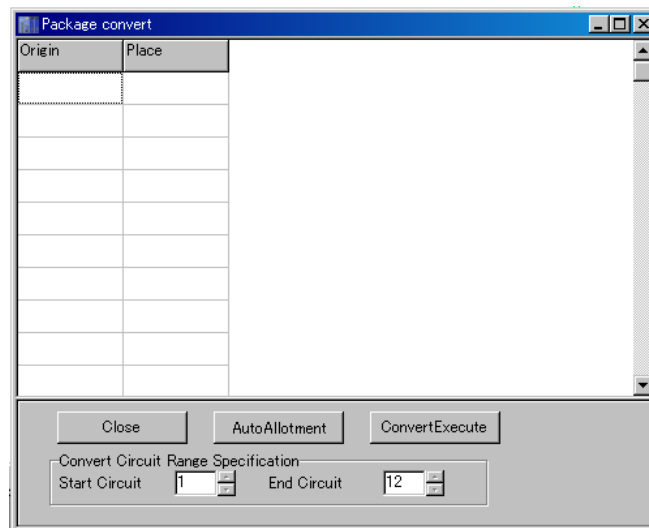 Package convert
Origin Place
Close AutoAllotment ConvertExecute
Convert Circuit Range Specification
Start Circuit 1 End Circuit 12